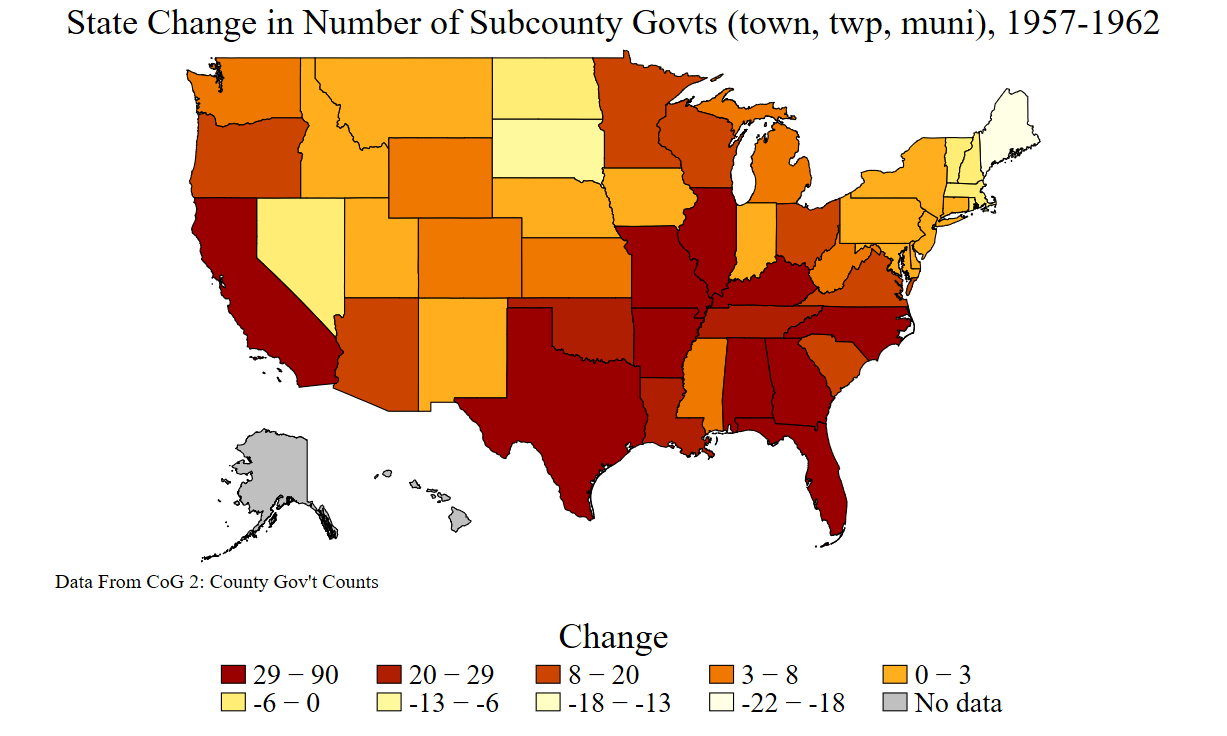 State Change in Number of Subcounty Govts (town, twp, muni), 1957-1962
Data From CoG 2: County Gov't Counts
Change
29 − 90 20 − 29 8 − 20 3 − 8 0 − 3
-6 − 0 -13 − -6 -18 − -13 -22 − -18 No data